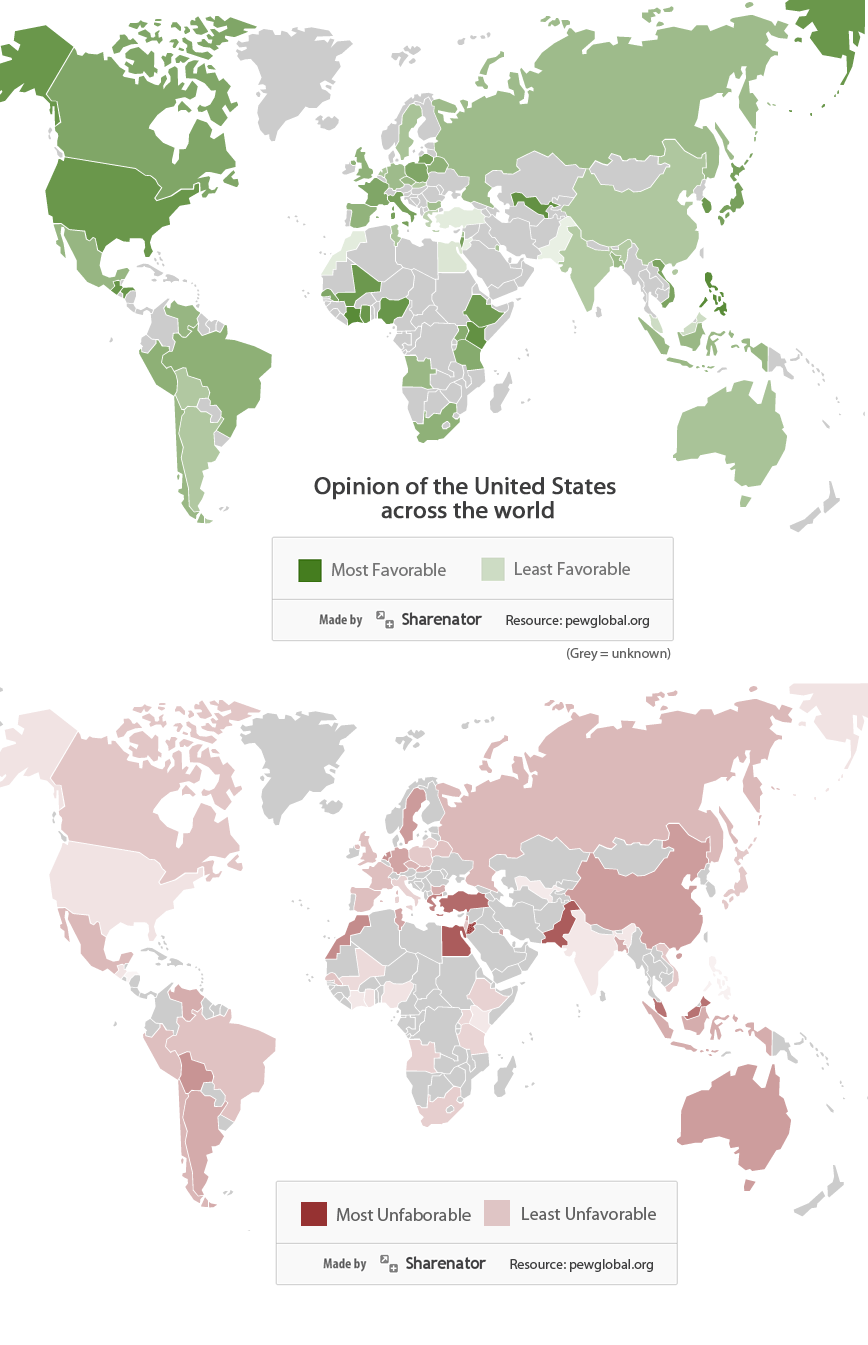 Opinion of the United States
across the world
Most Favorable Least Favorable
Made by Sharenator Resource: pewglobal.org
(Grey = unknown)
Most Unfaborable Least Unfavorable
Made by Sharenator Resource: pewglobal.org